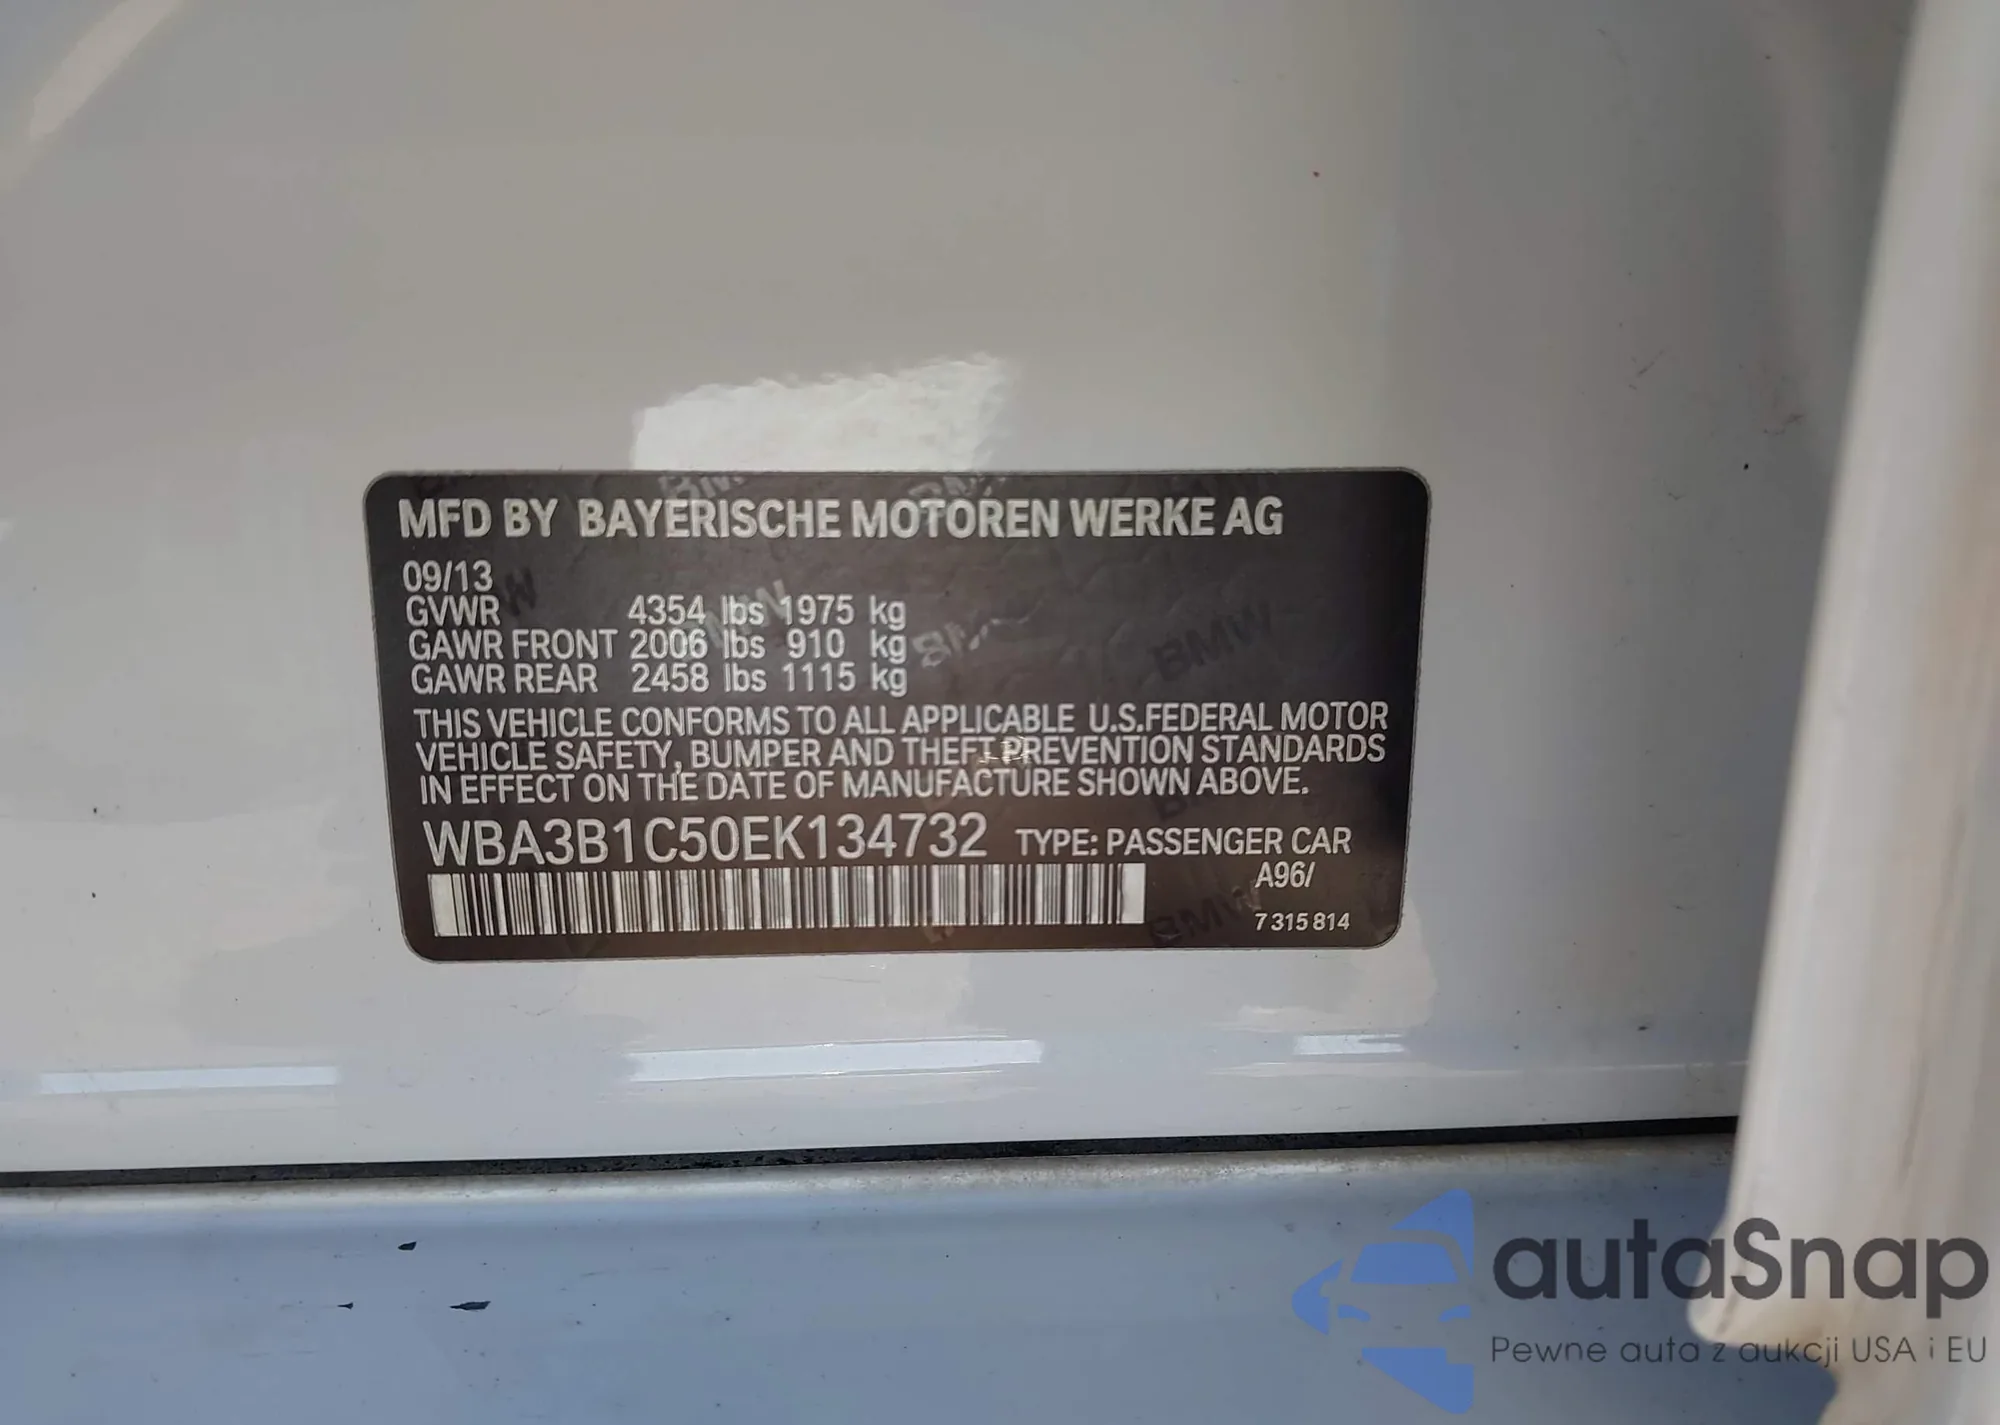 MFD BY BAYERISCHE MOTOREN WERKE AG
09/13
GVWR 4354 lbs 1975 kg
GAWR FRONT 2006 lbs 910 kg
GAWR REAR 2458 lbs 1115 kg
THIS VEHICLE CONFORMS TO ALL APPLICABLE U.S.FEDERAL MOTOR
VEHICLE SAFETY, BUMPER AND THEFT PREVENTION STANDARDS
IN EFFECT ON THE DATE OF MANUFACTURE SHOWN ABOVE.
WBA3B1C50EK134732 TYPE: PASSENGER CAR
A96/
7 315 814
autaSnap
Pewne auta z aukcji USA i EU